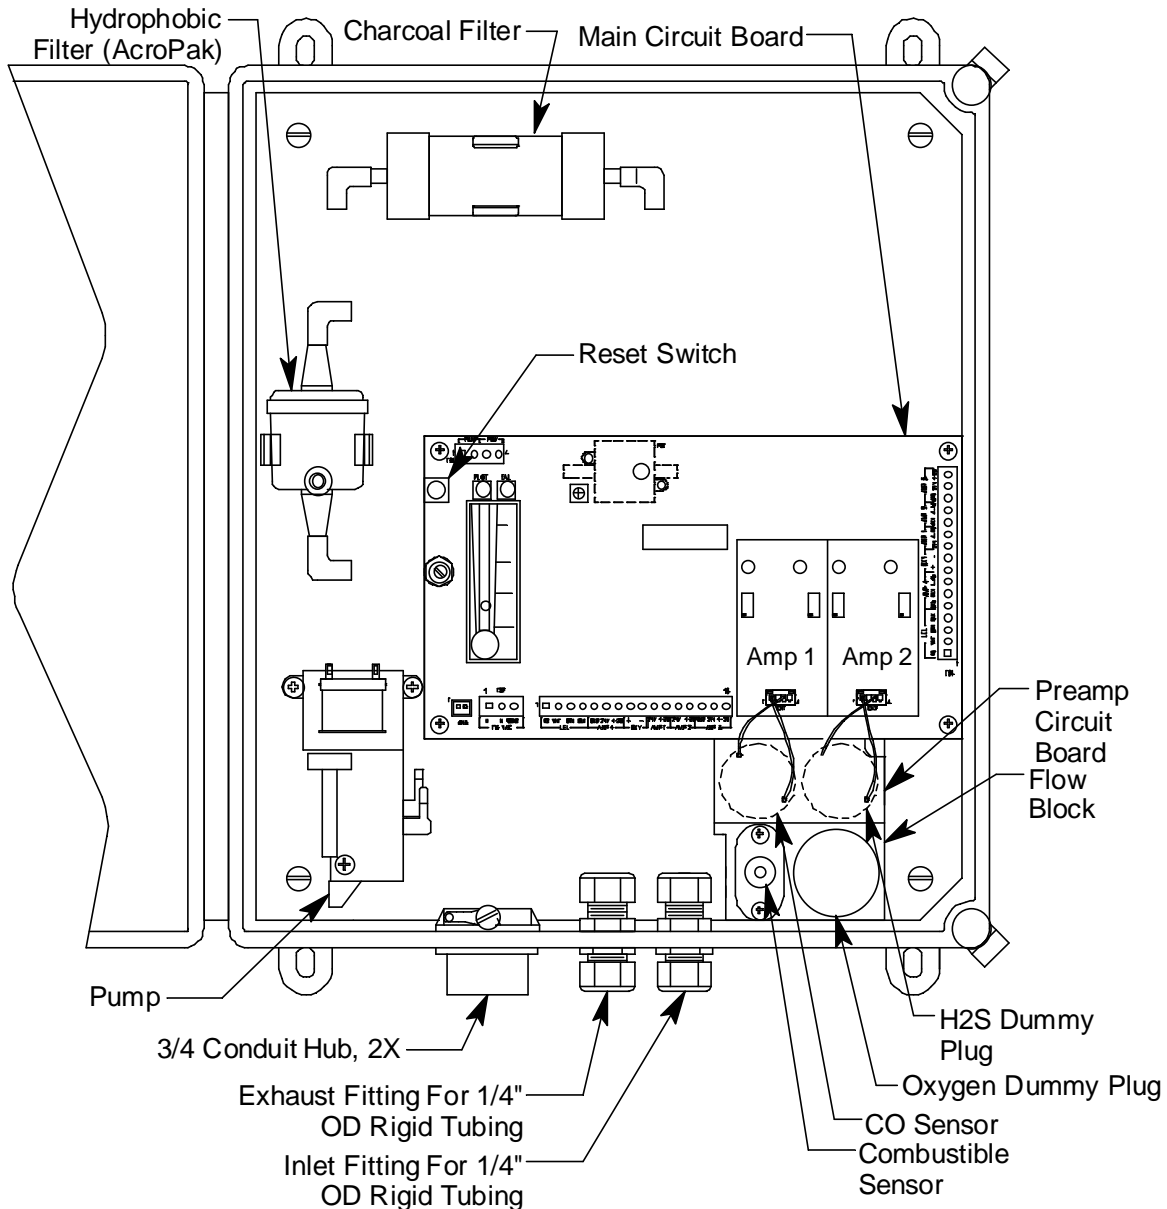 Hydrophobic
Filter (AcroPak)
Charcoal Filter
Main Circuit Board
Reset Switch
Amp 1
Amp 2
Preamp
Circuit
Board
Flow
Block
Pump
3/4 Conduit Hub, 2X
H2S Dummy
Plug
Exhaust Fitting For 1/4"
OD Rigid Tubing
Oxygen Dummy Plug
CO Sensor
Inlet Fitting For 1/4"
OD Rigid Tubing
Combustible
Sensor